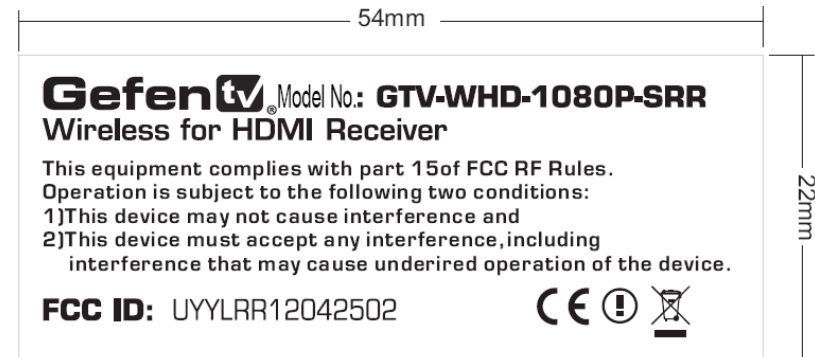 54mm
Gefen tv® Model No.: GTV-WHD-1080P-SRR
Wireless for HDMI Receiver
This equipment complies with part 15of FCC RF Rules.
Operation is subject to the following two conditions:
1)This device may not cause interference and
2)This device must accept any interference,including
interference that may cause underired operation of the device.
FCC ID: UYYLRR12042502 CE
22mm